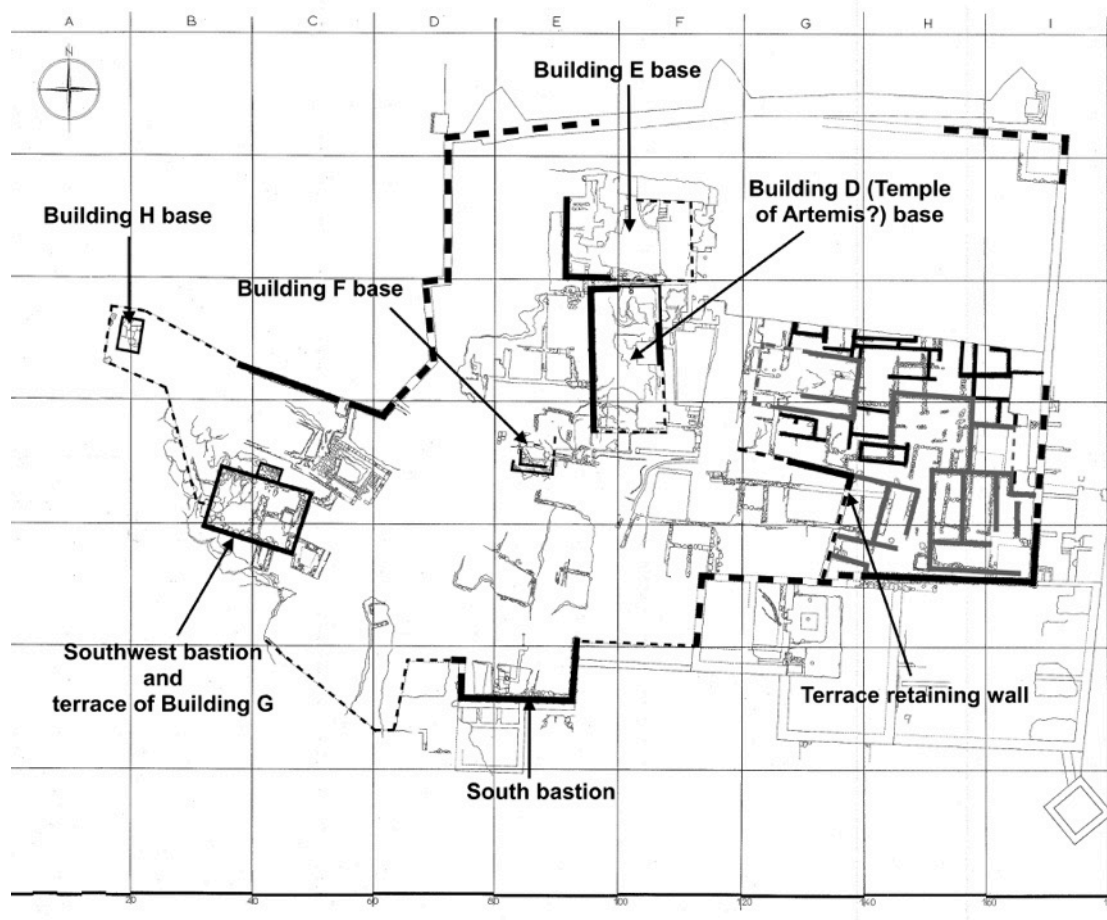 A B C D E F G H I
N
Building E base
Building D (Temple
of Artemis?) base
Building H base
Building F base
Southwest bastion
and
terrace of Building G
Terrace retaining wall
South bastion
20 40 60 80 100 120 140 160